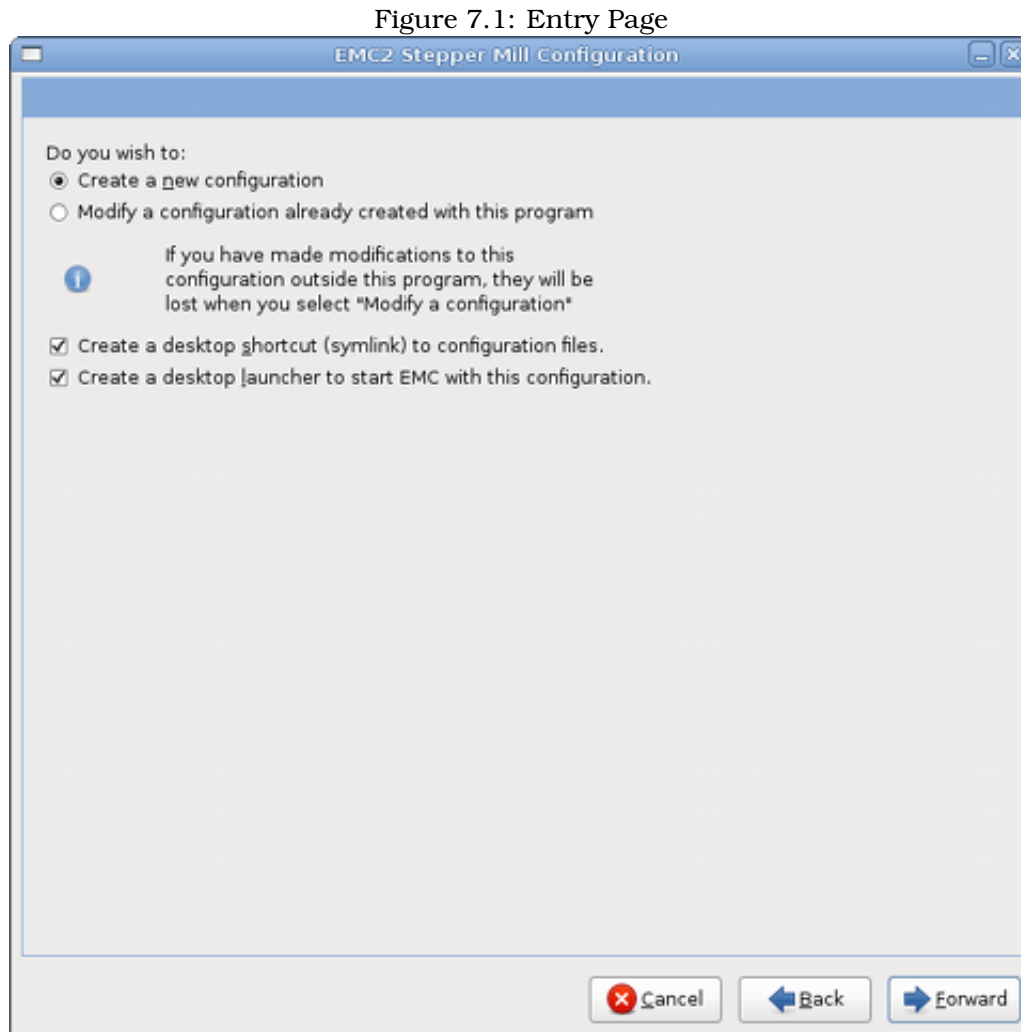 Figure 7.1: Entry Page
EMC2 Stepper Mill Configuration
Do you wish to:
Create a new configuration
Modify a configuration already created with this program
If you have made modifications to this
configuration outside this program, they will be
lost when you select "Modify a configuration"
Create a desktop shortcut (symlink) to configuration files.
Create a desktop launcher to start EMC with this configuration.
Cancel
Back
Forward